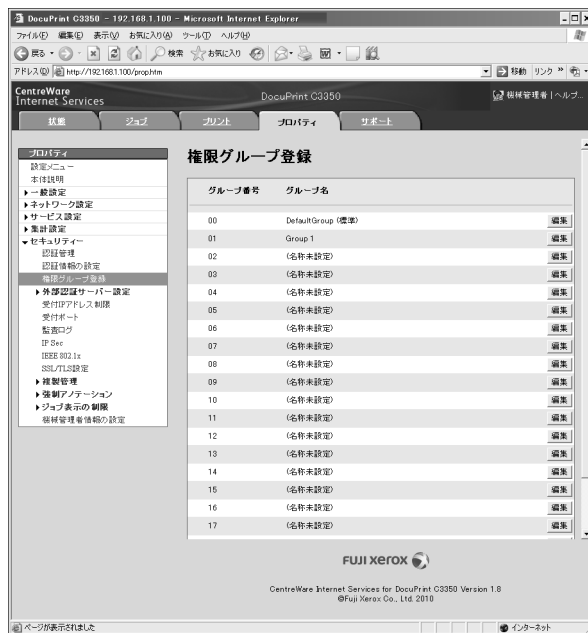 DocuPrint C3350 - 192.168.1.100 - Microsoft Internet Explorer
ファイル(F) 編集(E) 表示(V) お気に入り(A) ツール(T) ヘルプ(H)
戻る 検索 お気に入り
アドレス(D) http://192.168.1.100/prop.htm 移動 リンク »
CentreWare
Internet Services
DocuPrint C3350
機械管理者 | ヘルプ...
状態 ジョブ プリント プロパティ サポート
プロパティ
設定メニュー
本体説明
一般設定
ネットワーク設定
サービス設定
集計設定
セキュリティー
認証管理
認証情報の設定
権限グループ登録
外部認証サーバー設定
受付IPアドレス制限
受付ポート
監査ログ
IP Sec
IEEE 802.1x
SSL/TLS設定
複製管理
強制アノテーション
ジョブ表示の制限
機械管理者情報の設定
権限グループ登録
グループ番号 グループ名
00 DefaultGroup (標準) 編集
01 Group 1 編集
02 (名称未設定) 編集
03 (名称未設定) 編集
04 (名称未設定) 編集
05 (名称未設定) 編集
06 (名称未設定) 編集
07 (名称未設定) 編集
08 (名称未設定) 編集
09 (名称未設定) 編集
10 (名称未設定) 編集
11 (名称未設定) 編集
12 (名称未設定) 編集
13 (名称未設定) 編集
14 (名称未設定) 編集
15 (名称未設定) 編集
16 (名称未設定) 編集
17 (名称未設定) 編集
FUJI XEROX
CentreWare Internet Services for DocuPrint C3350 Version 1.8
©Fuji Xerox Co., Ltd. 2010
ページが表示されました
インターネット